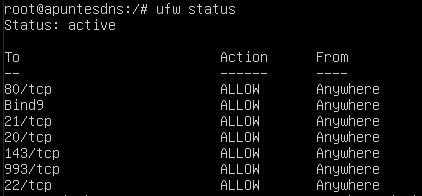 root@apuntesdns:/# ufw status
Status: active
To Action From
-- ------ ----
80/tcp ALLOW Anywhere
Bind9 ALLOW Anywhere
21/tcp ALLOW Anywhere
20/tcp ALLOW Anywhere
143/tcp ALLOW Anywhere
993/tcp ALLOW Anywhere
22/tcp ALLOW Anywhere